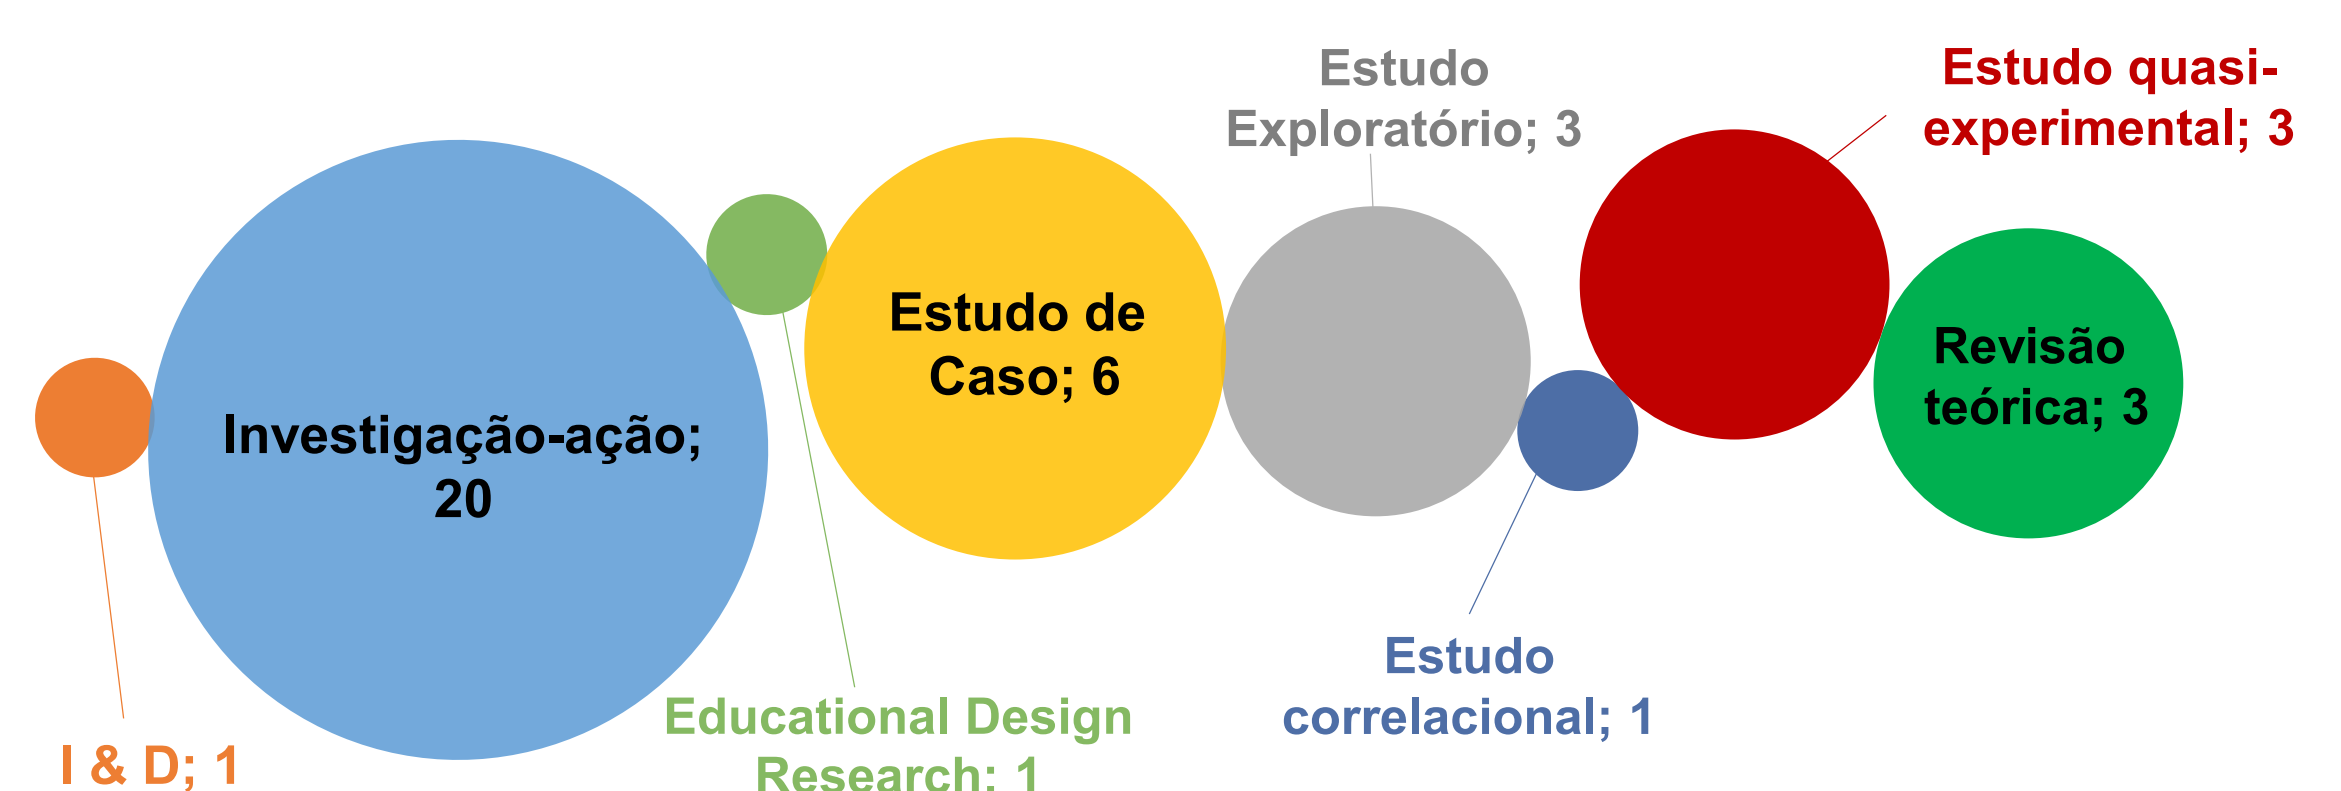 I & D; 1
Investigação-ação;
20
Educational Design
Research; 1
Estudo de
Caso; 6
Estudo
Exploratório; 3
Estudo
correlacional; 1
Estudo quasi-
experimental; 3
Revisão
teórica; 3